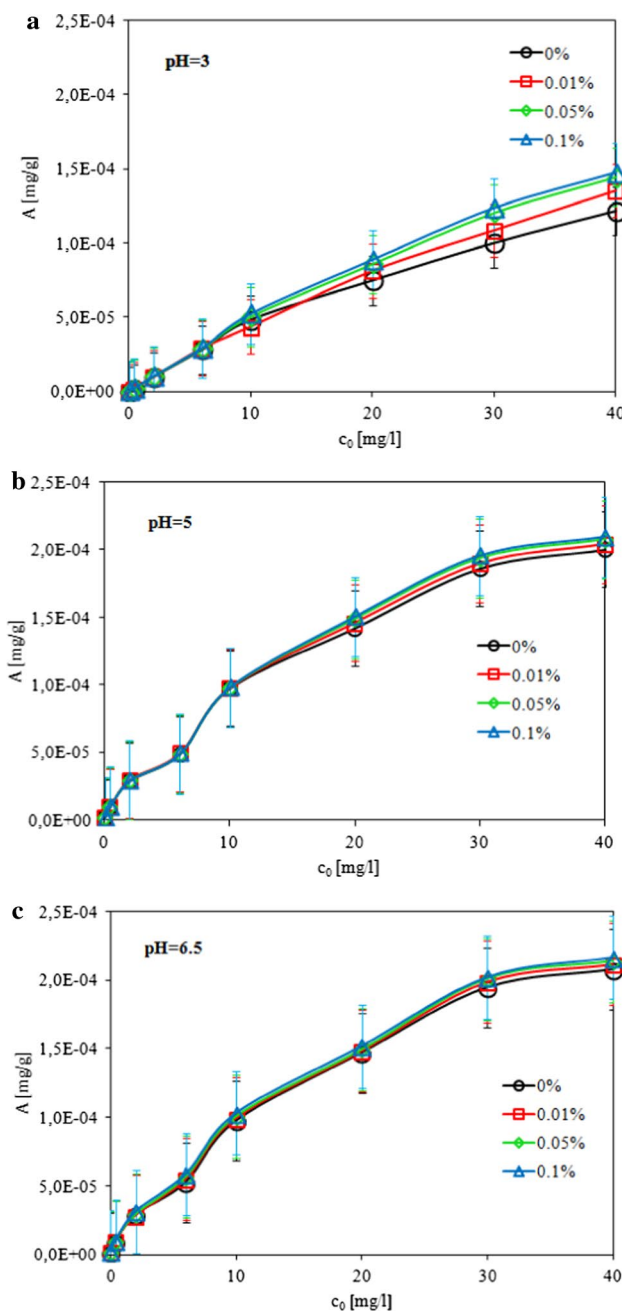 a
pH=3
2,5E-04
2,0E-04
1,5E-04
1,0E-04
5,0E-05
0,0E+00
A [mg/g]
0%
0.01%
0.05%
0.1%
0 10 20 30 40
c₀ [mg/l]
b
pH=5
2,5E-04
2,0E-04
1,5E-04
1,0E-04
5,0E-05
0,0E+00
A [mg/g]
0%
0.01%
0.05%
0.1%
0 10 20 30 40
c₀ [mg/l]
c
pH=6.5
2,5E-04
2,0E-04
1,5E-04
1,0E-04
5,0E-05
0,0E+00
A [mg/g]
0%
0.01%
0.05%
0.1%
0 10 20 30 40
c₀ [mg/l]